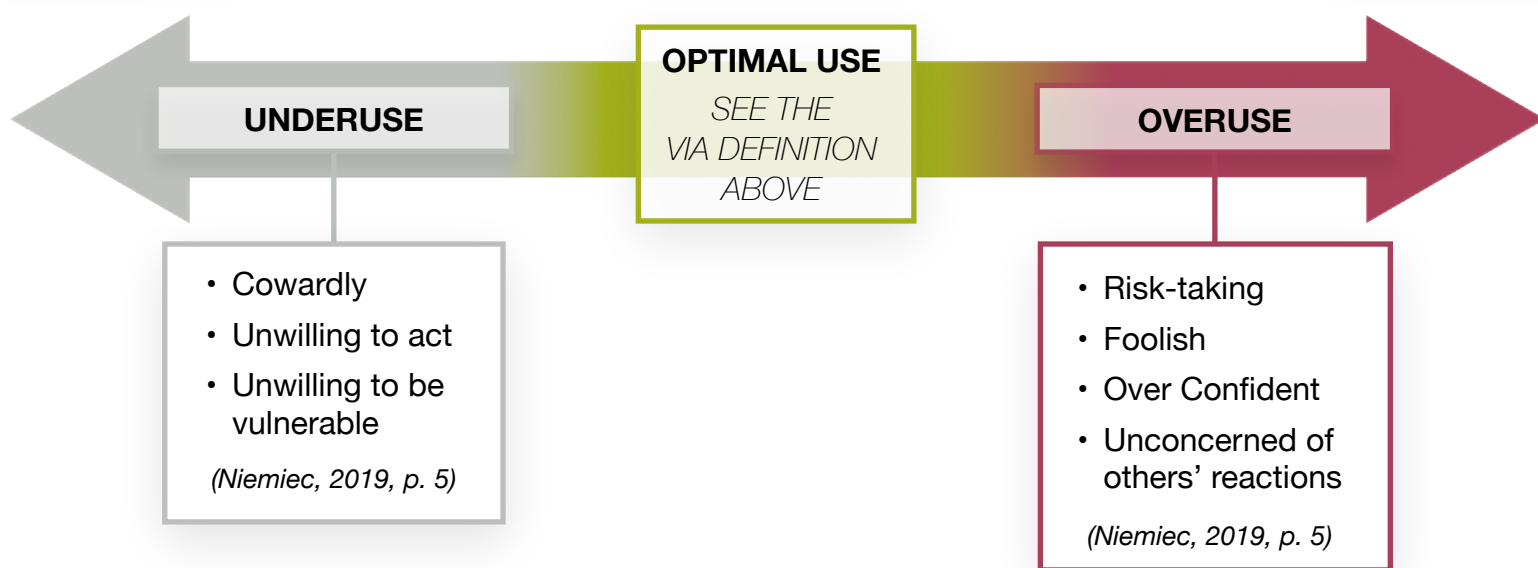 UNDERUSE
OPTIMAL USE
SEE THE
VIA DEFINITION
ABOVE
OVERUSE
• Cowardly
• Unwilling to act
• Unwilling to be
vulnerable
(Niemiec, 2019, p. 5)
• Risk-taking
• Foolish
• Over Confident
• Unconcerned of
others’ reactions
(Niemiec, 2019, p. 5)